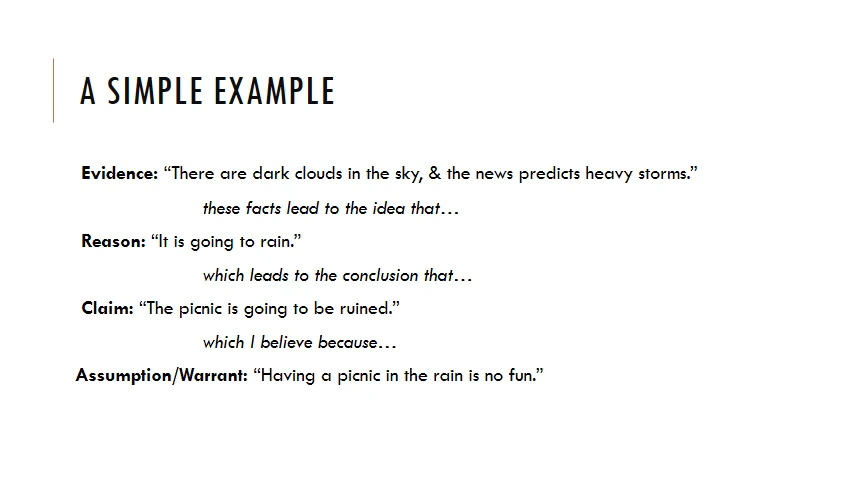 A SIMPLE EXAMPLE
Evidence: “There are dark clouds in the sky, & the news predicts heavy storms.”
these facts lead to the idea that…
Reason: “It is going to rain.”
which leads to the conclusion that…
Claim: “The picnic is going to be ruined.”
which I believe because…
Assumption/Warrant: “Having a picnic in the rain is no fun.”